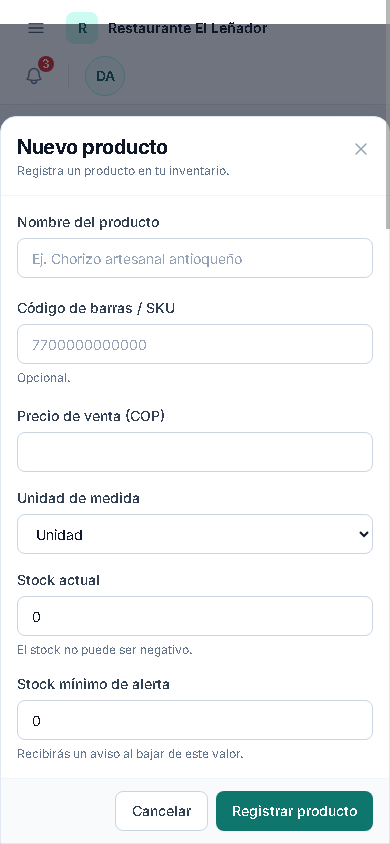 R Restaurante El Leñador
3
DA
Nuevo producto
Registra un producto en tu inventario.
Nombre del producto
Ej. Chorizo artesanal antioqueño
Código de barras / SKU
7700000000000
Opcional.
Precio de venta (COP)
Unidad de medida
Unidad
Stock actual
0
El stock no puede ser negativo.
Stock mínimo de alerta
0
Recibirás un aviso al bajar de este valor.
Cancelar Registrar producto